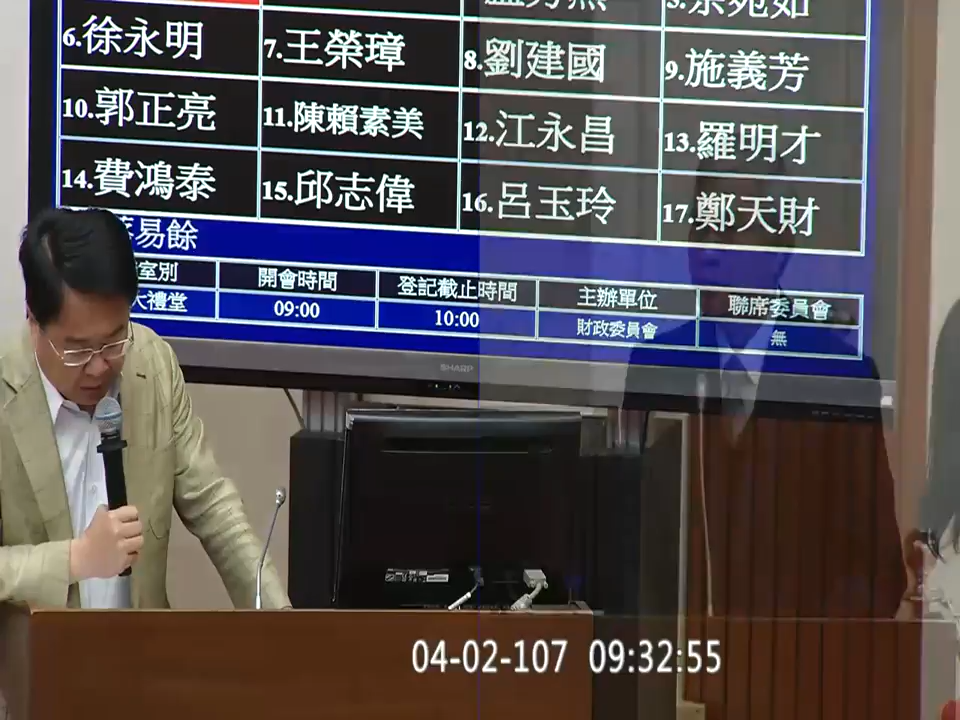 6.徐永明 7.王榮璋 8.劉建國 9.施義芳
10.郭正亮 11.陳賴素美 12.江永昌 13.羅明才
14.費鴻泰 15.邱志偉 16.呂玉玲 17.鄭天財
易餘
室別 開會時間 登記截止時間 主辦單位 聯席委員會
大禮堂 09:00 10:00 財政委員會 無
SHARP
04-02-107 09:32:55